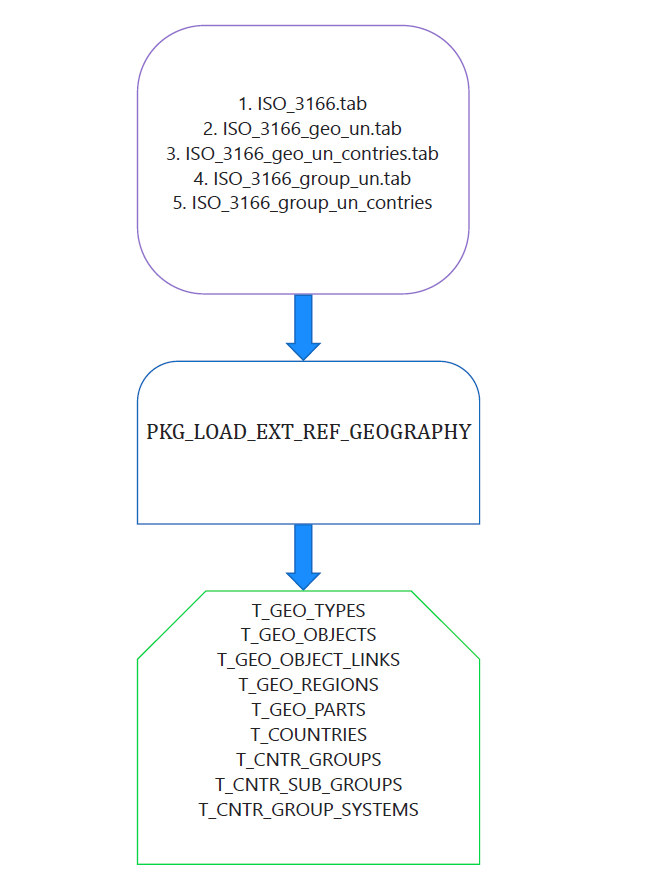 1. ISO_3166.tab
2. ISO_3166_geo_un.tab
3. ISO_3166_geo_un_contries.tab
4. ISO_3166_group_un.tab
5. ISO_3166_group_un_contries
PKG_LOAD_EXT_REF_GEOGRAPHY
T_GEO_TYPES
T_GEO_OBJECTS
T_GEO_OBJECT_LINKS
T_GEO_REGIONS
T_GEO_PARTS
T_COUNTRIES
T_CNTR_GROUPS
T_CNTR_SUB_GROUPS
T_CNTR_GROUP_SYSTEMS